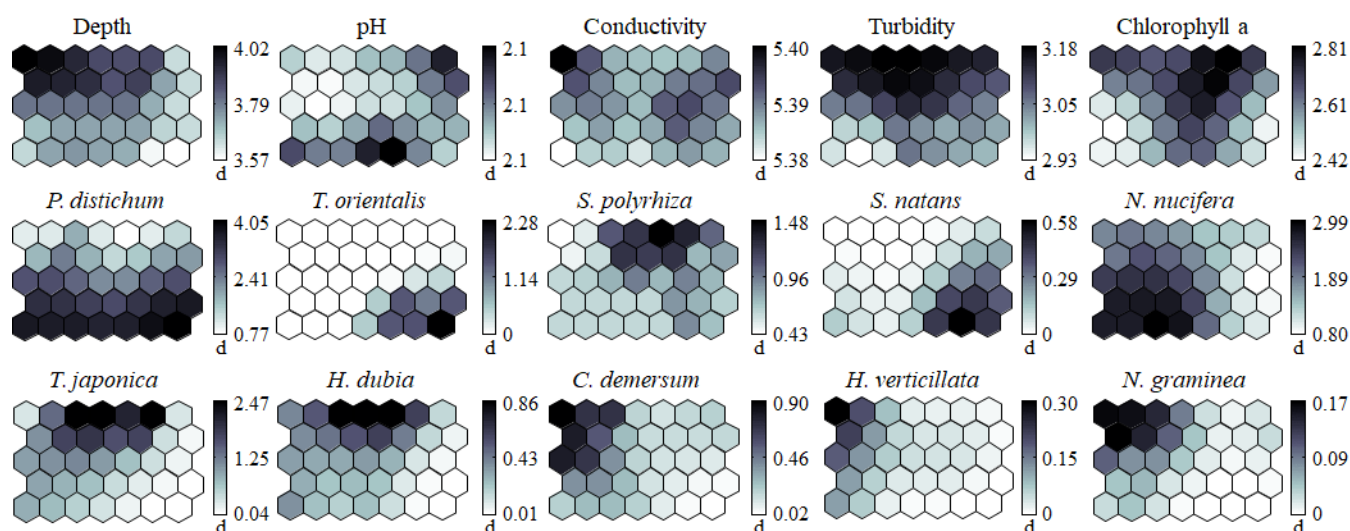 Depth pH Conductivity Turbidity Chlorophyll a
4.02 2.1 5.40 3.18 2.81
3.79 2.1 5.39 3.05 2.61
3.57 2.1 5.38 2.93 2.42
d d d d d
P. distichum T. orientalis S. polyrhiza S. natans N. nucifera
4.05 2.28 1.48 0.58 2.99
2.41 1.14 0.96 0.29 1.89
0.77 0 0.43 0 0.80
d d d d d
T. japonica H. dubia C. demersum H. verticillata N. graminea
2.47 0.86 0.90 0.30 0.17
1.25 0.43 0.46 0.15 0.09
0.04 0.01 0.02 0 0
d d d d d